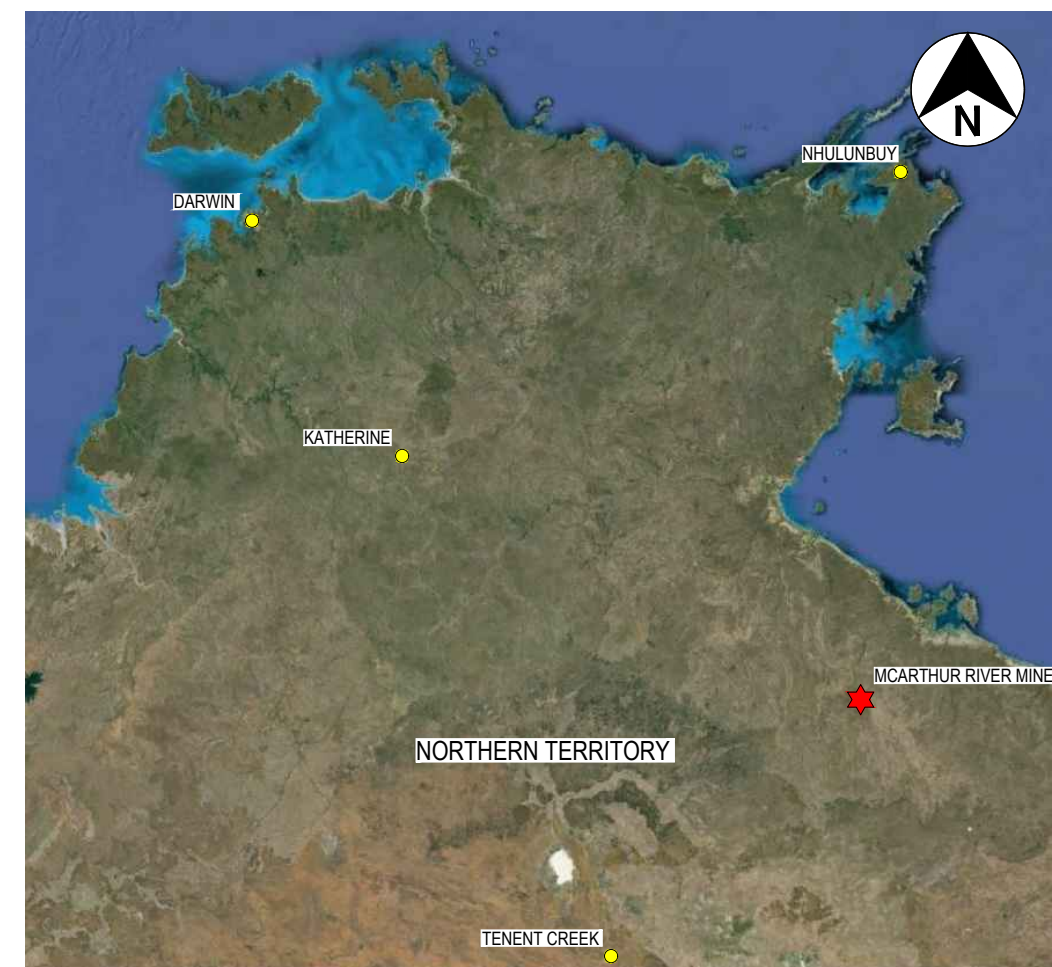 N
NHULUNBUY
DARWIN
KATHERINE
MCARTHUR RIVER MINE
NORTHERN TERRITORY
TENENT CREEK